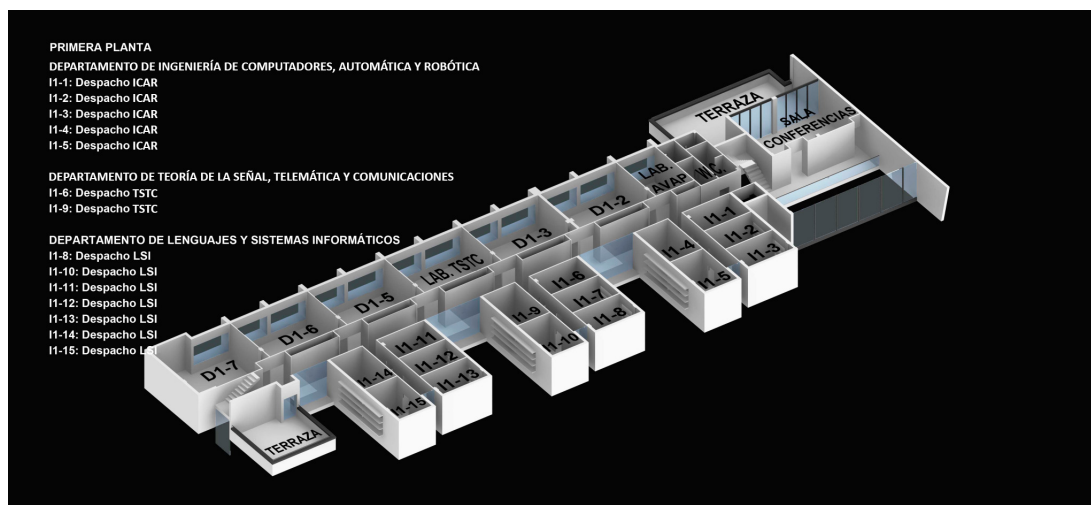 PRIMERA PLANTA
DEPARTAMENTO DE INGENIERÍA DE COMPUTADORES, AUTOMÁTICA Y ROBÓTICA
I1-1: Despacho ICAR
I1-2: Despacho ICAR
I1-3: Despacho ICAR
I1-4: Despacho ICAR
I1-5: Despacho ICAR
DEPARTAMENTO DE TEORÍA DE LA SEÑAL, TELEMÁTICA Y COMUNICACIONES
I1-6: Despacho TSTC
I1-9: Despacho TSTC
DEPARTAMENTO DE LENGUAJES Y SISTEMAS INFORMÁTICOS
I1-8: Despacho LSI
I1-10: Despacho LSI
I1-11: Despacho LSI
I1-12: Despacho LSI
I1-13: Despacho LSI
I1-14: Despacho LSI
I1-15: Despacho LSI
TERRAZA
SALA
CONFERENCIAS
LAB.
AVAP
W.C.
D1-2
D1-3
LAB. TSTC
D1-5
D1-6
D1-7
I1-1
I1-2
I1-3
I1-4
I1-5
I1-6
I1-7
I1-8
I1-9
I1-10
I1-11
I1-12
I1-13
I1-14
I1-15
TERRAZA